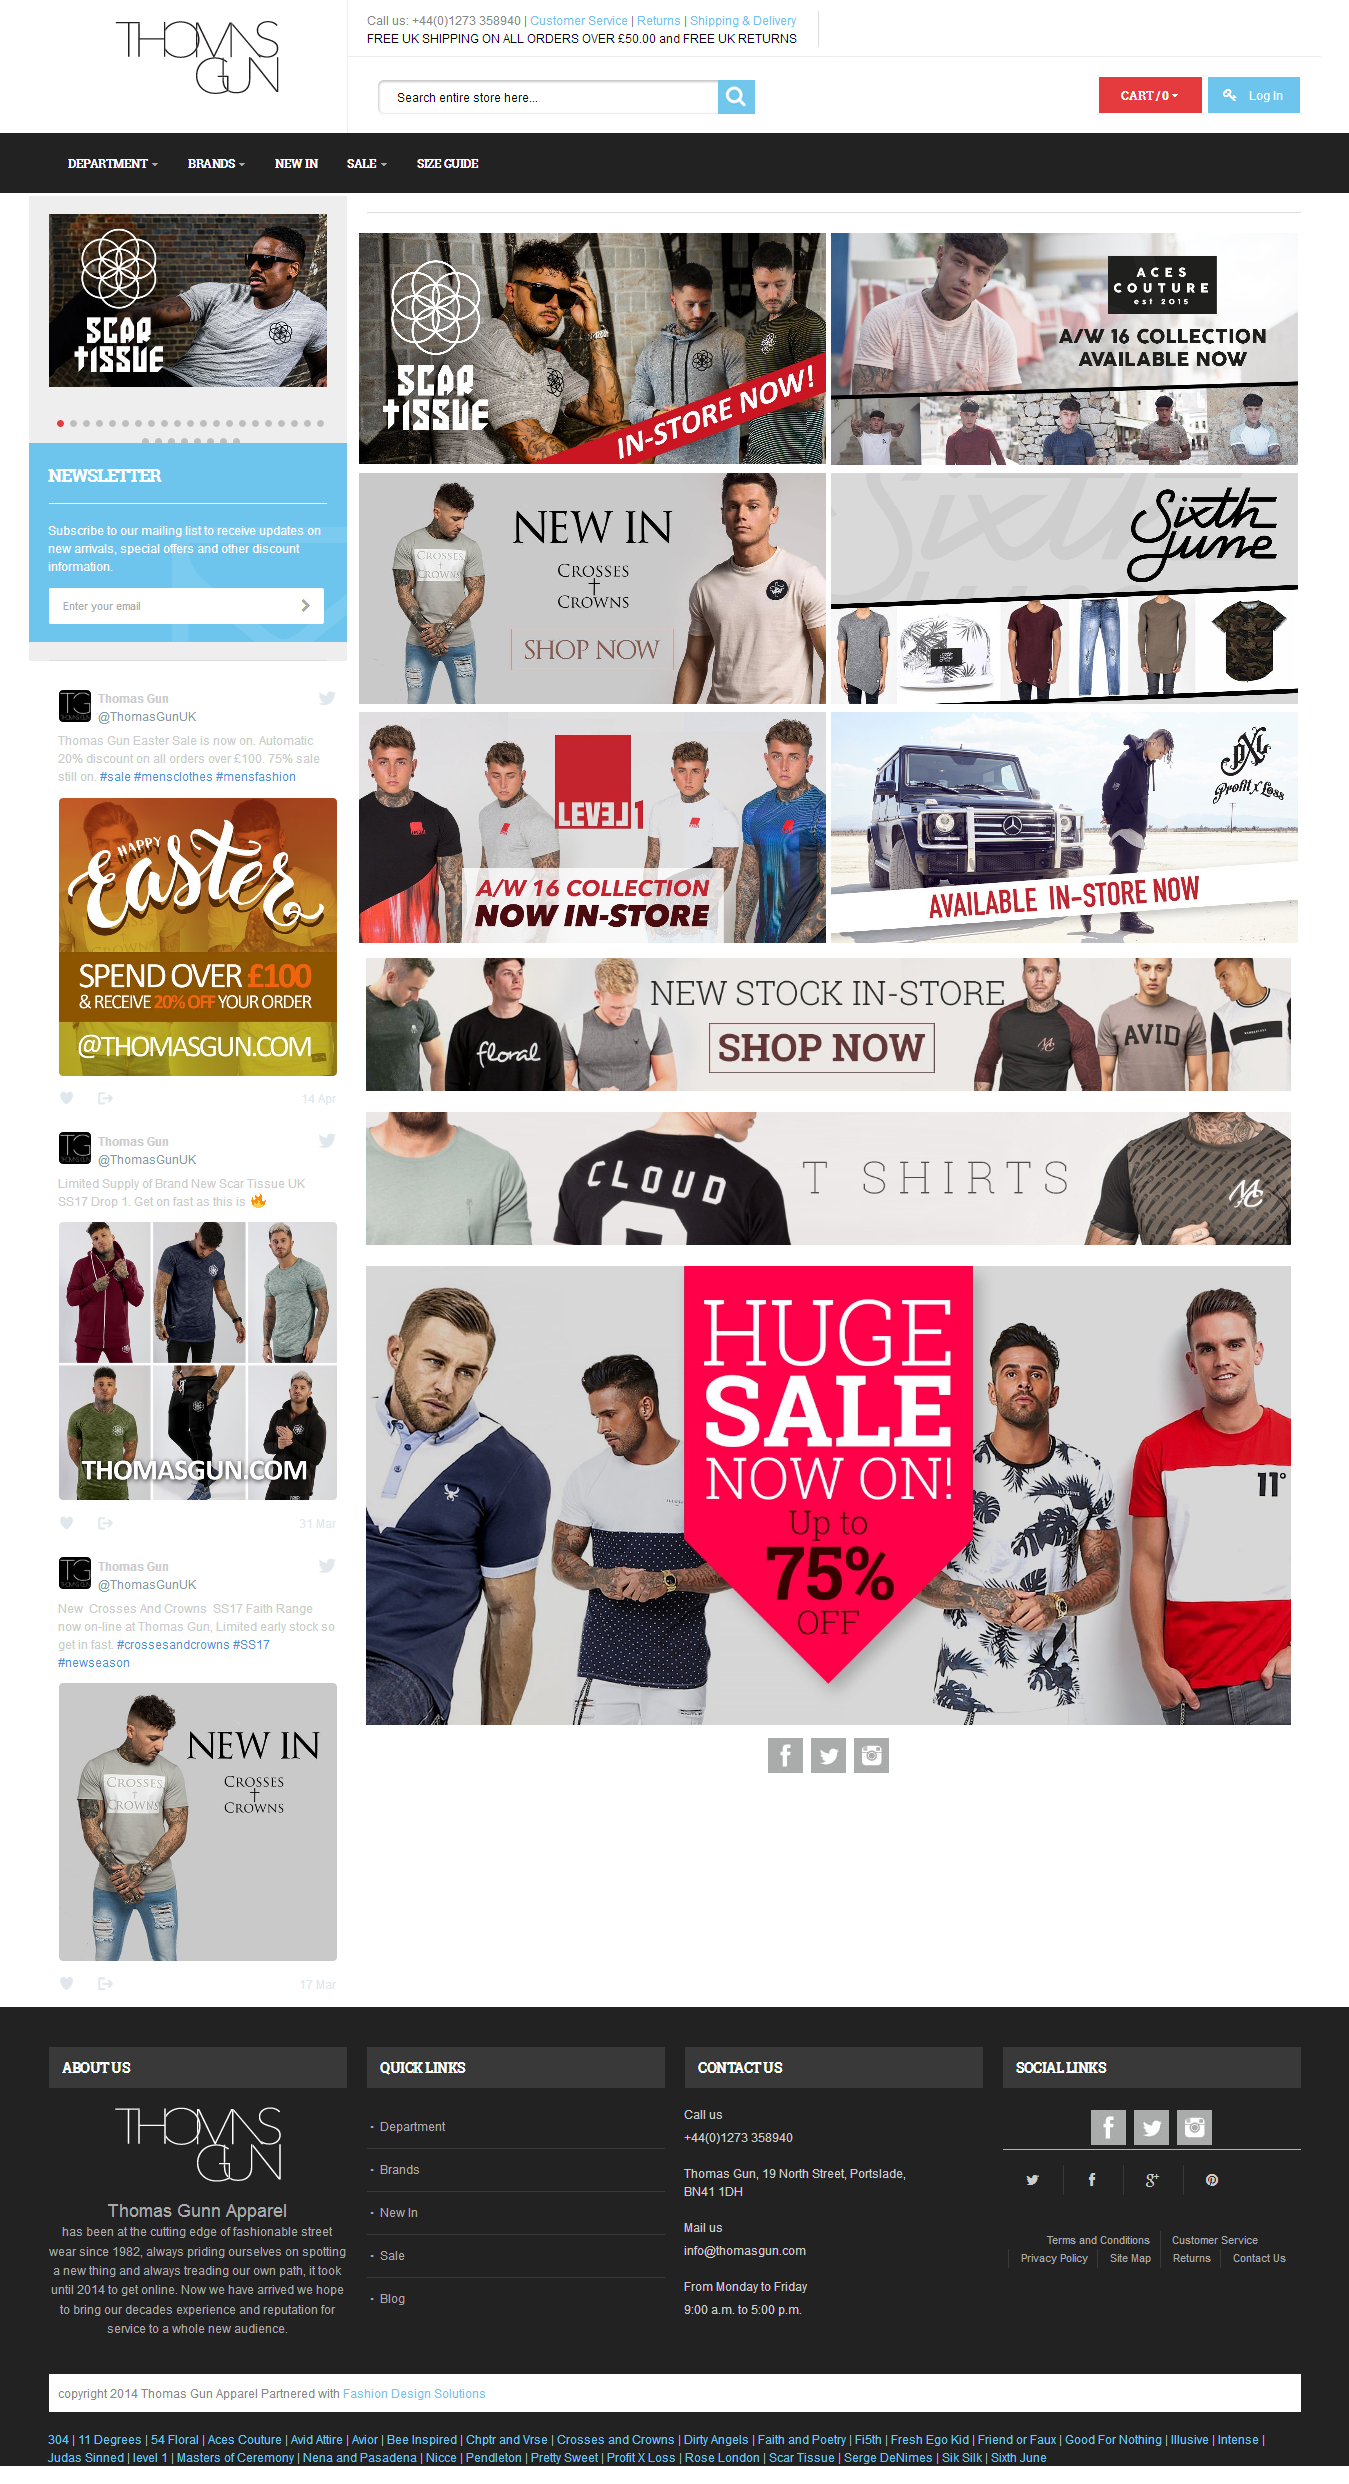 THOMAS
GUN
Call us: +44(0)1273 358940 | Customer Service | Returns | Shipping & Delivery
FREE UK SHIPPING ON ALL ORDERS OVER £50.00 and FREE UK RETURNS
Search entire store here...
CART / 0
Log In
DEPARTMENT
BRANDS
NEW IN
SALE
SIZE GUIDE
SCAR
TISSUE
NEWSLETTER
Subscribe to our mailing list to receive updates on
new arrivals, special offers and other discount
information.
Enter your email
SCAR
TISSUE
IN-STORE NOW!
ACES
COUTURE
est 2015
A/W 16 COLLECTION
AVAILABLE NOW
CROSSES
CROWNS
NEW IN
CROSSES
CROWNS
SHOP NOW
Sixth
June
LEVEL 1
A/W 16 COLLECTION
NOW IN-STORE
PXL
Profit x Loss
AVAILABLE IN-STORE NOW
floral
NEW STOCK IN-STORE
SHOP NOW
MC
AVID
CLOUD
T SHIRTS
MC
HUGE
SALE
NOW ON!
Up to
75%
OFF
ILLUSIVE
11°
Thomas Gun
@ThomasGunUK
Thomas Gun Easter Sale is now on. Automatic
20% discount on all orders over £100. 75% sale
still on. #sale #mensclothes #mensfashion
HAPPY
Easter
SPEND OVER £100
& RECEIVE 20% OFF YOUR ORDER
@THOMASGUN.COM
14 Apr
Thomas Gun
@ThomasGunUK
Limited Supply of Brand New Scar Tissue UK
SS17 Drop 1. Get on fast as this is 🔥
THOMASGUN.COM
31 Mar
Thomas Gun
@ThomasGunUK
New Crosses And Crowns SS17 Faith Range
now on-line at Thomas Gun, Limited early stock so
get in fast. #crossesandcrowns #SS17
#newseason
CROSSES
CROWNS
NEW IN
CROSSES
CROWNS
17 Mar
ABOUT US
THOMAS
GUN
Thomas Gunn Apparel
has been at the cutting edge of fashionable street
wear since 1982, always priding ourselves on spotting
a new thing and always treading our own path, it took
until 2014 to get online. Now we have arrived we hope
to bring our decades experience and reputation for
service to a whole new audience.
QUICK LINKS
- Department
- Brands
- New In
- Sale
- Blog
CONTACT US
Call us
+44(0)1273 358940
Thomas Gun, 19 North Street, Portslade,
BN41 1DH
Mail us
info@thomasgun.com
From Monday to Friday
9:00 a.m. to 5:00 p.m.
SOCIAL LINKS
Terms and Conditions
Customer Service
Privacy Policy
Site Map
Returns
Contact Us
copyright 2014 Thomas Gun Apparel Partnered with Fashion Design Solutions
304 | 11 Degrees | 54 Floral | Aces Couture | Avid Attire | Avior | Bee Inspired | Chptr and Vrse | Crosses and Crowns | Dirty Angels | Faith and Poetry | Fi5th | Fresh Ego Kid | Friend or Faux | Good For Nothing | Illusive | Intense |
Judas Sinned | level 1 | Masters of Ceremony | Nena and Pasadena | Nicce | Pendleton | Pretty Sweet | Profit X Loss | Rose London | Scar Tissue | Serge DeNimes | Sik Silk | Sixth June